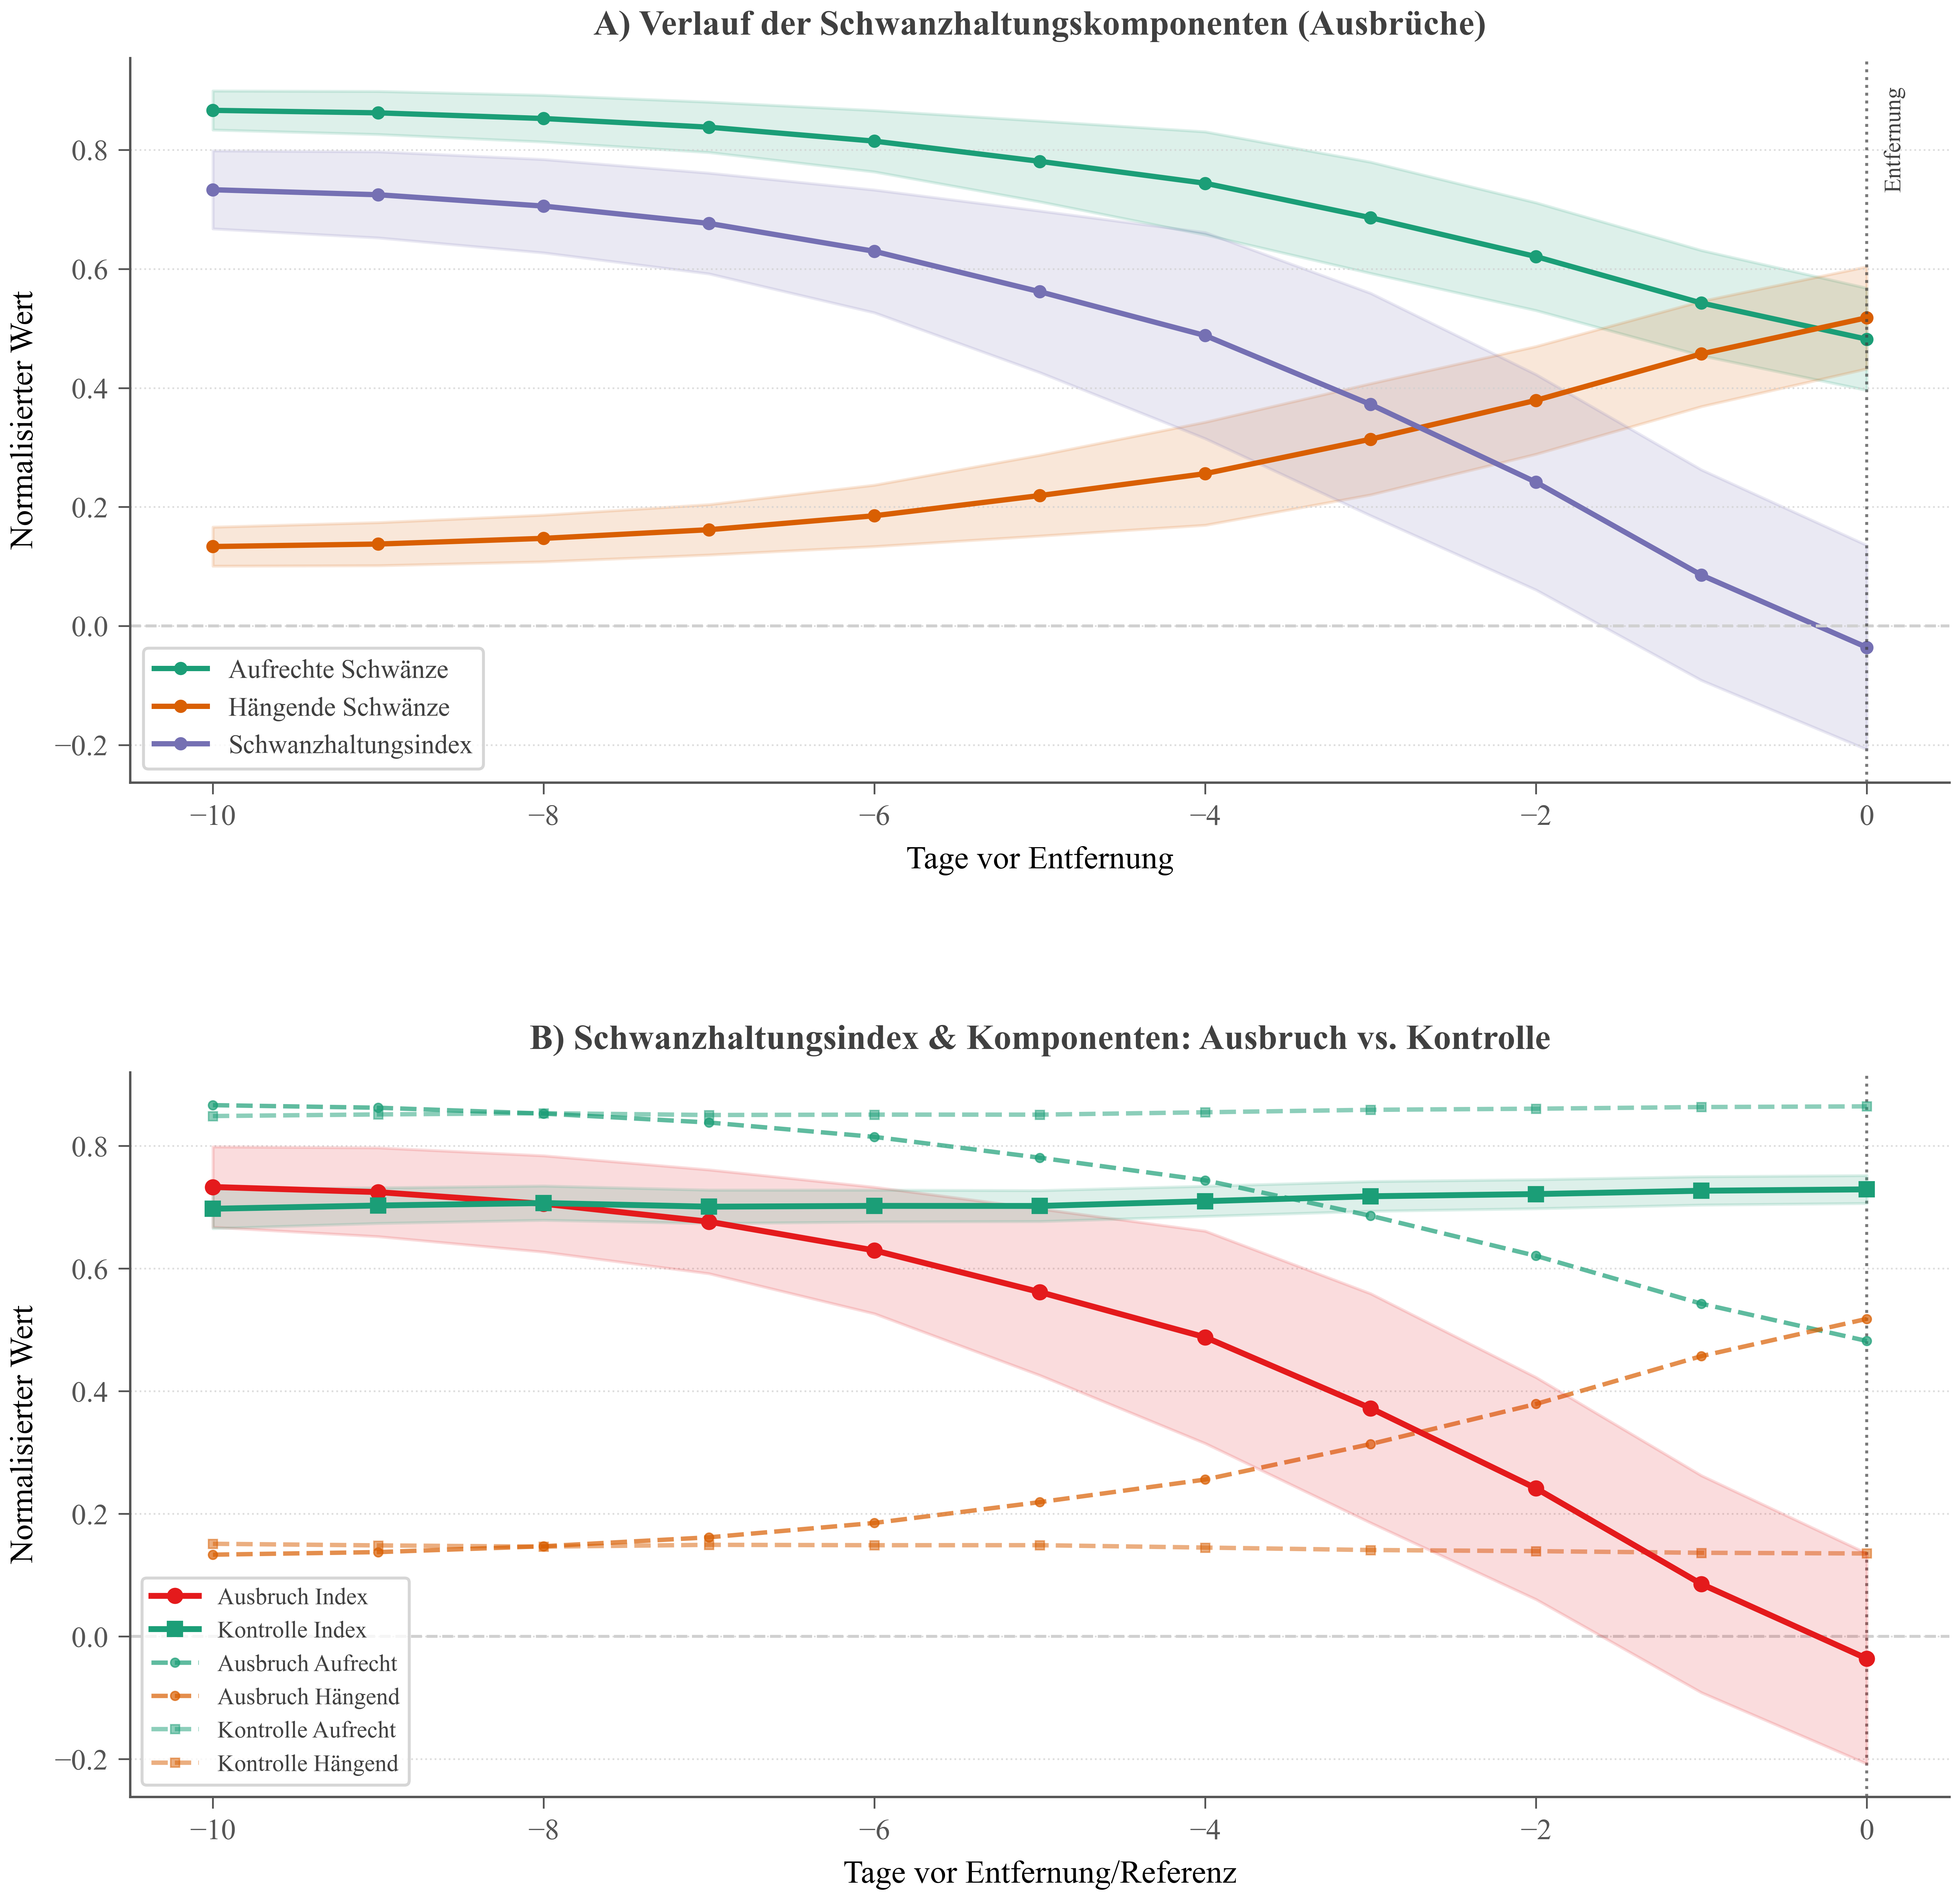 A) Verlauf der Schwanzhaltungskomponenten (Ausbrüche)
Normalisierter Wert
0.8
0.6
0.4
0.2
0.0
−0.2
Entfernung
Aufrechte Schwänze
Hängende Schwänze
Schwanzhaltungsindex
−10 −8 −6 −4 −2 0
Tage vor Entfernung
B) Schwanzhaltungsindex & Komponenten: Ausbruch vs. Kontrolle
Normalisierter Wert
0.8
0.6
0.4
0.2
0.0
−0.2
Ausbruch Index
Kontrolle Index
Ausbruch Aufrecht
Ausbruch Hängend
Kontrolle Aufrecht
Kontrolle Hängend
−10 −8 −6 −4 −2 0
Tage vor Entfernung/Referenz